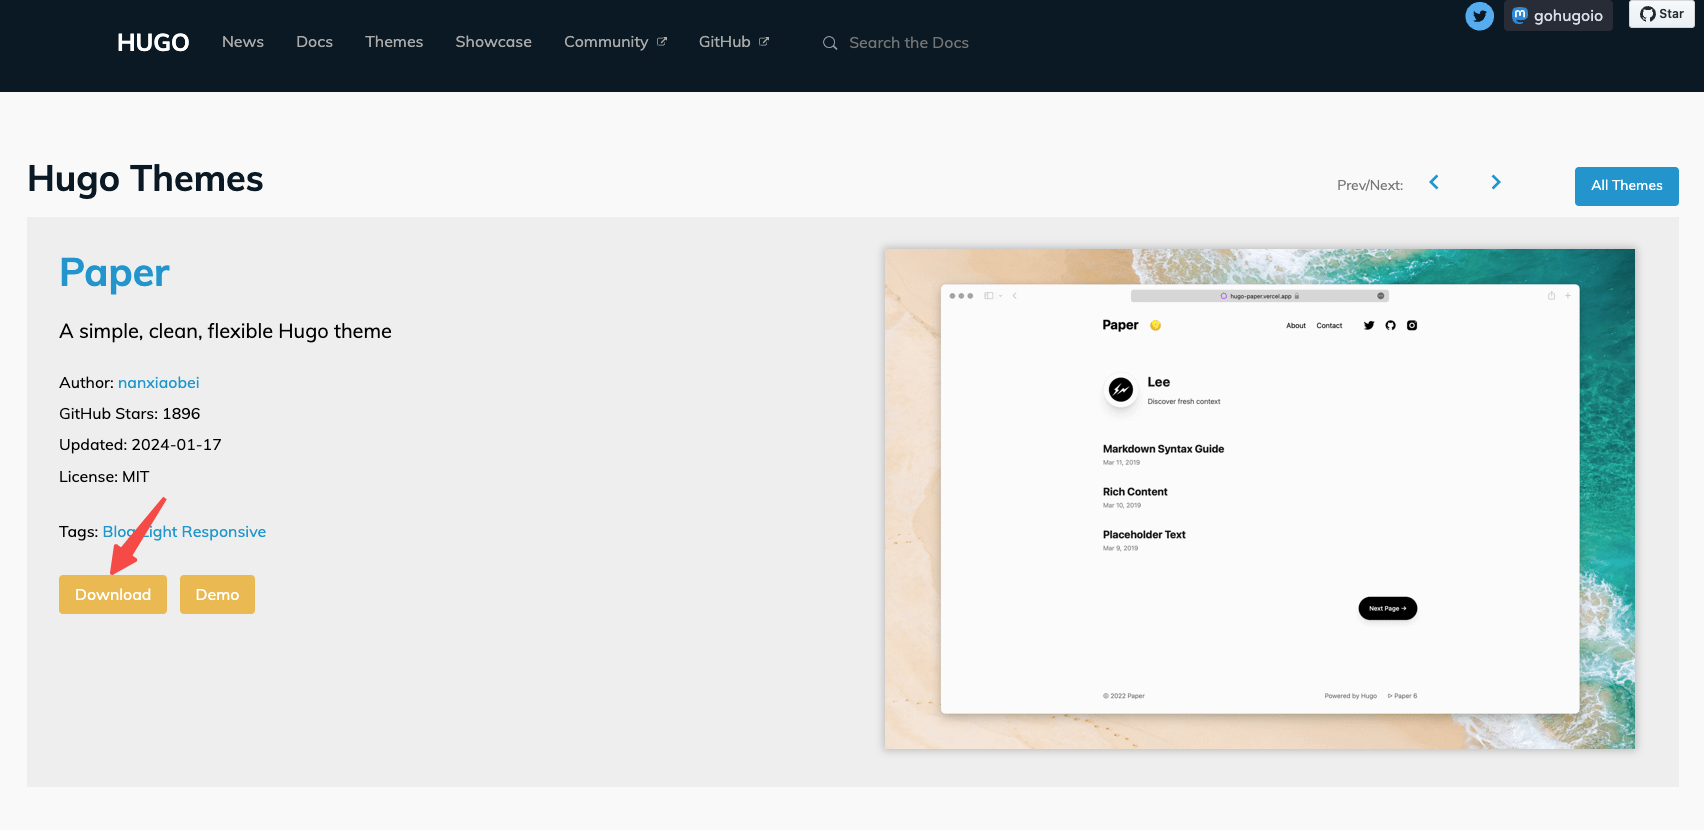 HUGO News Docs Themes Showcase Community GitHub Search the Docs gohugoio Star
Hugo Themes
Prev/Next:
All Themes
Paper
A simple, clean, flexible Hugo theme
Author: nanxiaobei
GitHub Stars: 1896
Updated: 2024-01-17
License: MIT
Tags: Blog Light Responsive
Download Demo
hugo-paper.vercel.app
Paper About Contact
Lee
Discover fresh context
Markdown Syntax Guide
Mar 11, 2019
Rich Content
Mar 10, 2019
Placeholder Text
Mar 9, 2019
Next Page →
© 2022 Paper Powered by Hugo ▷ Paper 6